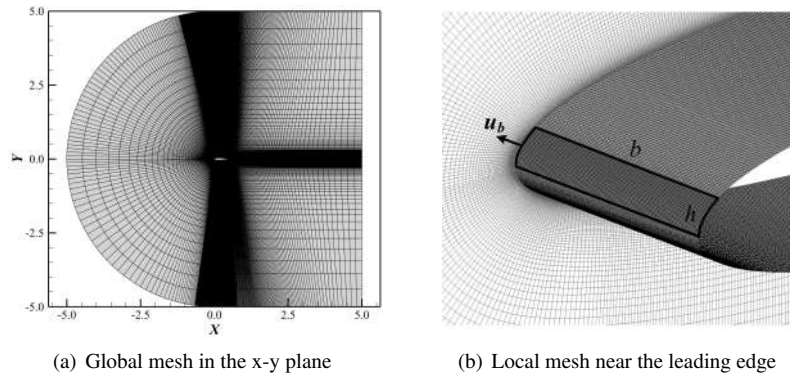 5.0
2.5
0.0
-2.5
-5.0
Y
-5.0 -2.5 0.0 2.5 5.0
X
u_b
b
h
(a) Global mesh in the x-y plane
(b) Local mesh near the leading edge